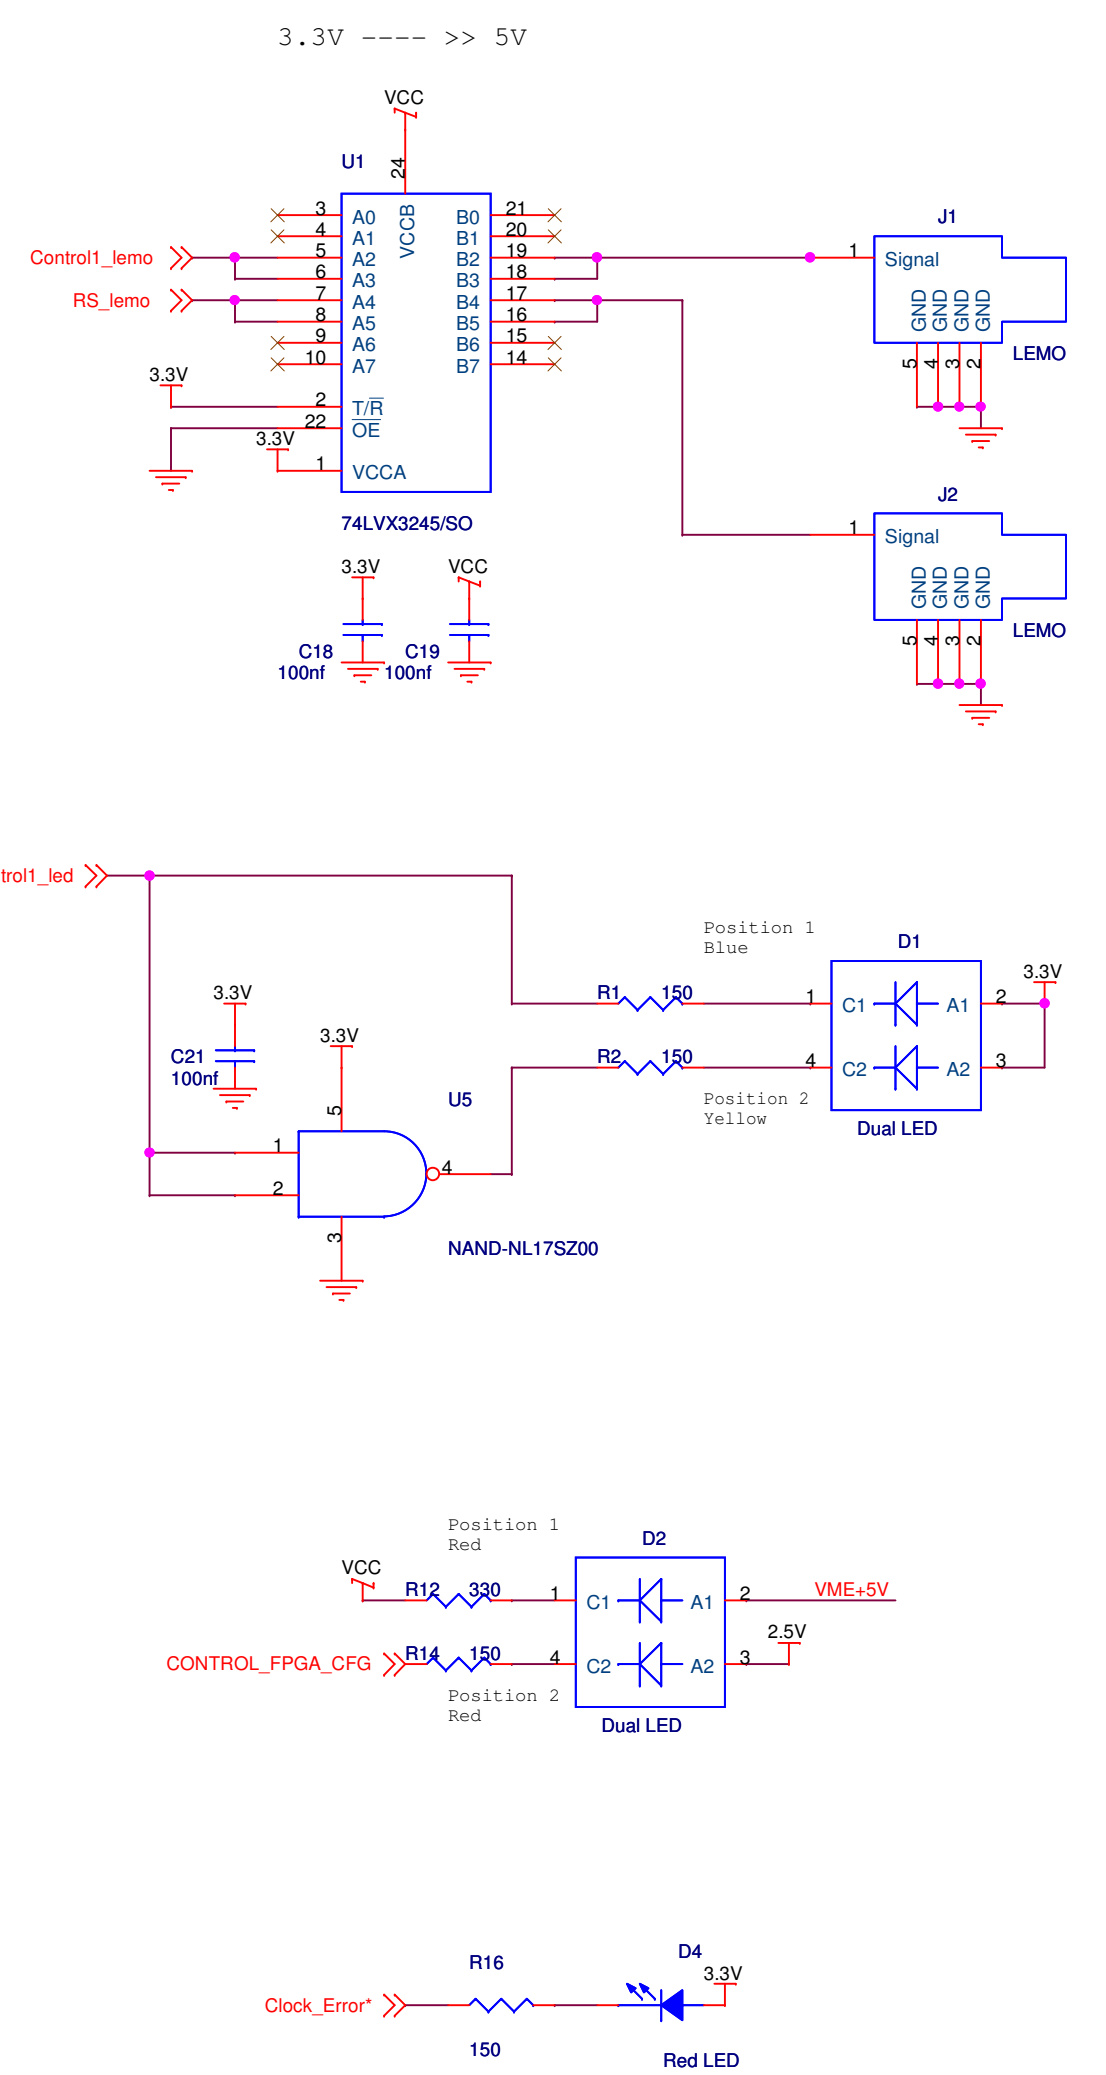 3.3V ---- >> 5V
VCC
U1
24
VCCB
3 A0 B0 21
4 A1 B1 20
Control1_lemo 5 A2 B2 19
6 A3 B3 18
RS_lemo 7 A4 B4 17
8 A5 B5 16
9 A6 B6 15
10 A7 B7 14
3.3V
2 T/R
22 OE
3.3V
1 VCCA
74LVX3245/SO
J1
1 Signal
GND GND GND GND
5 4 3 2
LEMO
J2
1 Signal
GND GND GND GND
5 4 3 2
LEMO
3.3V VCC
C18 C19
100nf 100nf
trol1_led
Position 1
Blue
D1
3.3V
R1 150 1 C1 A1 2
R2 150 4 C2 A2 3
Position 2
Yellow
Dual LED
3.3V
C21
100nf
3.3V
5
U5
1
2
4
3
NAND-NL17SZ00
Position 1
Red
D2
VCC
R12 330 1 C1 A1 2 VME+5V
2.5V
CONTROL_FPGA_CFG R14 150 4 C2 A2 3
Position 2
Red
Dual LED
R16
D4
3.3V
Clock_Error*
150
Red LED